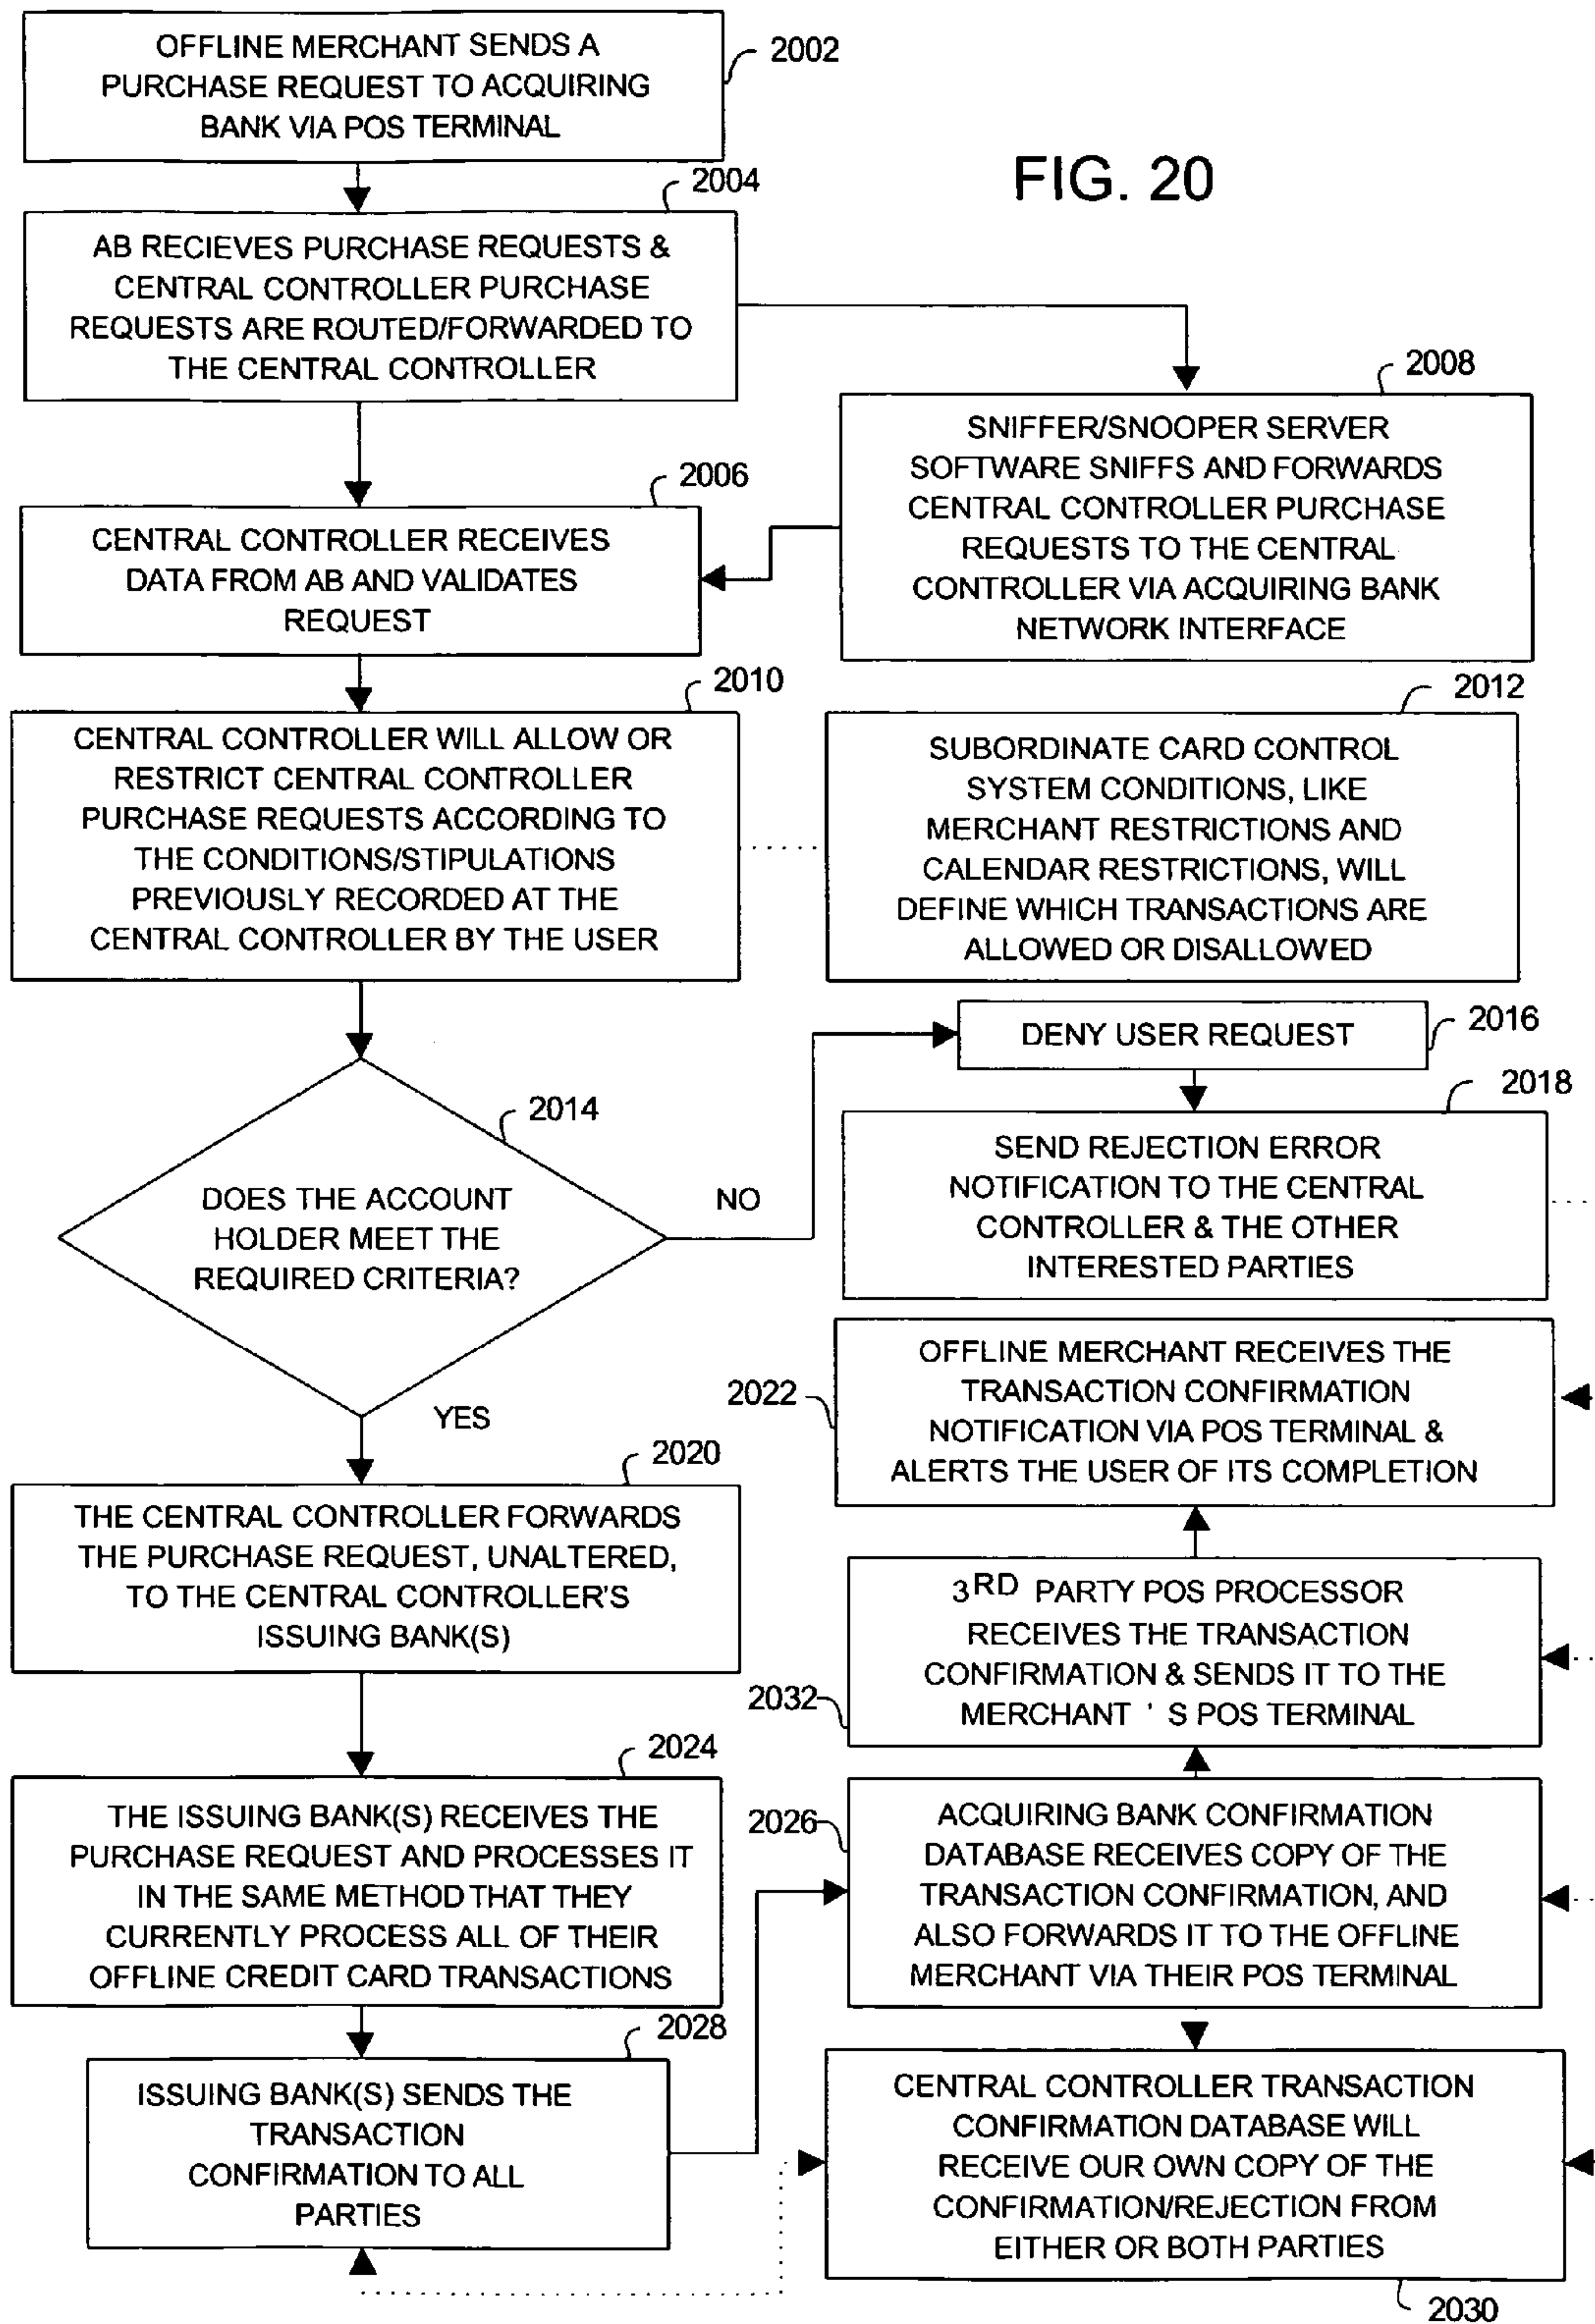 OFFLINE MERCHANT SENDS A
PURCHASE REQUEST TO ACQUIRING
BANK VIA POS TERMINAL
2002
FIG. 20
2004
AB RECIEVES PURCHASE REQUESTS &
CENTRAL CONTROLLER PURCHASE
REQUESTS ARE ROUTED/FORWARDED TO
THE CENTRAL CONTROLLER
2008
SNIFFER/SNOOPER SERVER
SOFTWARE SNIFFS AND FORWARDS
CENTRAL CONTROLLER PURCHASE
REQUESTS TO THE CENTRAL
CONTROLLER VIA ACQUIRING BANK
NETWORK INTERFACE
2006
CENTRAL CONTROLLER RECEIVES
DATA FROM AB AND VALIDATES
REQUEST
2010
CENTRAL CONTROLLER WILL ALLOW OR
RESTRICT CENTRAL CONTROLLER
PURCHASE REQUESTS ACCORDING TO
THE CONDITIONS/STIPULATIONS
PREVIOUSLY RECORDED AT THE
CENTRAL CONTROLLER BY THE USER
2012
SUBORDINATE CARD CONTROL
SYSTEM CONDITIONS, LIKE
MERCHANT RESTRICTIONS AND
CALENDAR RESTRICTIONS, WILL
DEFINE WHICH TRANSACTIONS ARE
ALLOWED OR DISALLOWED
2014
DOES THE ACCOUNT
HOLDER MEET THE
REQUIRED CRITERIA?
NO
DENY USER REQUEST
2016
2018
SEND REJECTION ERROR
NOTIFICATION TO THE CENTRAL
CONTROLLER & THE OTHER
INTERESTED PARTIES
YES
2022
OFFLINE MERCHANT RECEIVES THE
TRANSACTION CONFIRMATION
NOTIFICATION VIA POS TERMINAL &
ALERTS THE USER OF ITS COMPLETION
2020
THE CENTRAL CONTROLLER FORWARDS
THE PURCHASE REQUEST, UNALTERED,
TO THE CENTRAL CONTROLLER'S
ISSUING BANK(S)
3RD PARTY POS PROCESSOR
RECEIVES THE TRANSACTION
CONFIRMATION & SENDS IT TO THE
MERCHANT ' S POS TERMINAL
2032
2024
THE ISSUING BANK(S) RECEIVES THE
PURCHASE REQUEST AND PROCESSES IT
IN THE SAME METHOD THAT THEY
CURRENTLY PROCESS ALL OF THEIR
OFFLINE CREDIT CARD TRANSACTIONS
2026
ACQUIRING BANK CONFIRMATION
DATABASE RECEIVES COPY OF THE
TRANSACTION CONFIRMATION, AND
ALSO FORWARDS IT TO THE OFFLINE
MERCHANT VIA THEIR POS TERMINAL
2028
ISSUING BANK(S) SENDS THE
TRANSACTION
CONFIRMATION TO ALL
PARTIES
CENTRAL CONTROLLER TRANSACTION
CONFIRMATION DATABASE WILL
RECEIVE OUR OWN COPY OF THE
CONFIRMATION/REJECTION FROM
EITHER OR BOTH PARTIES
2030